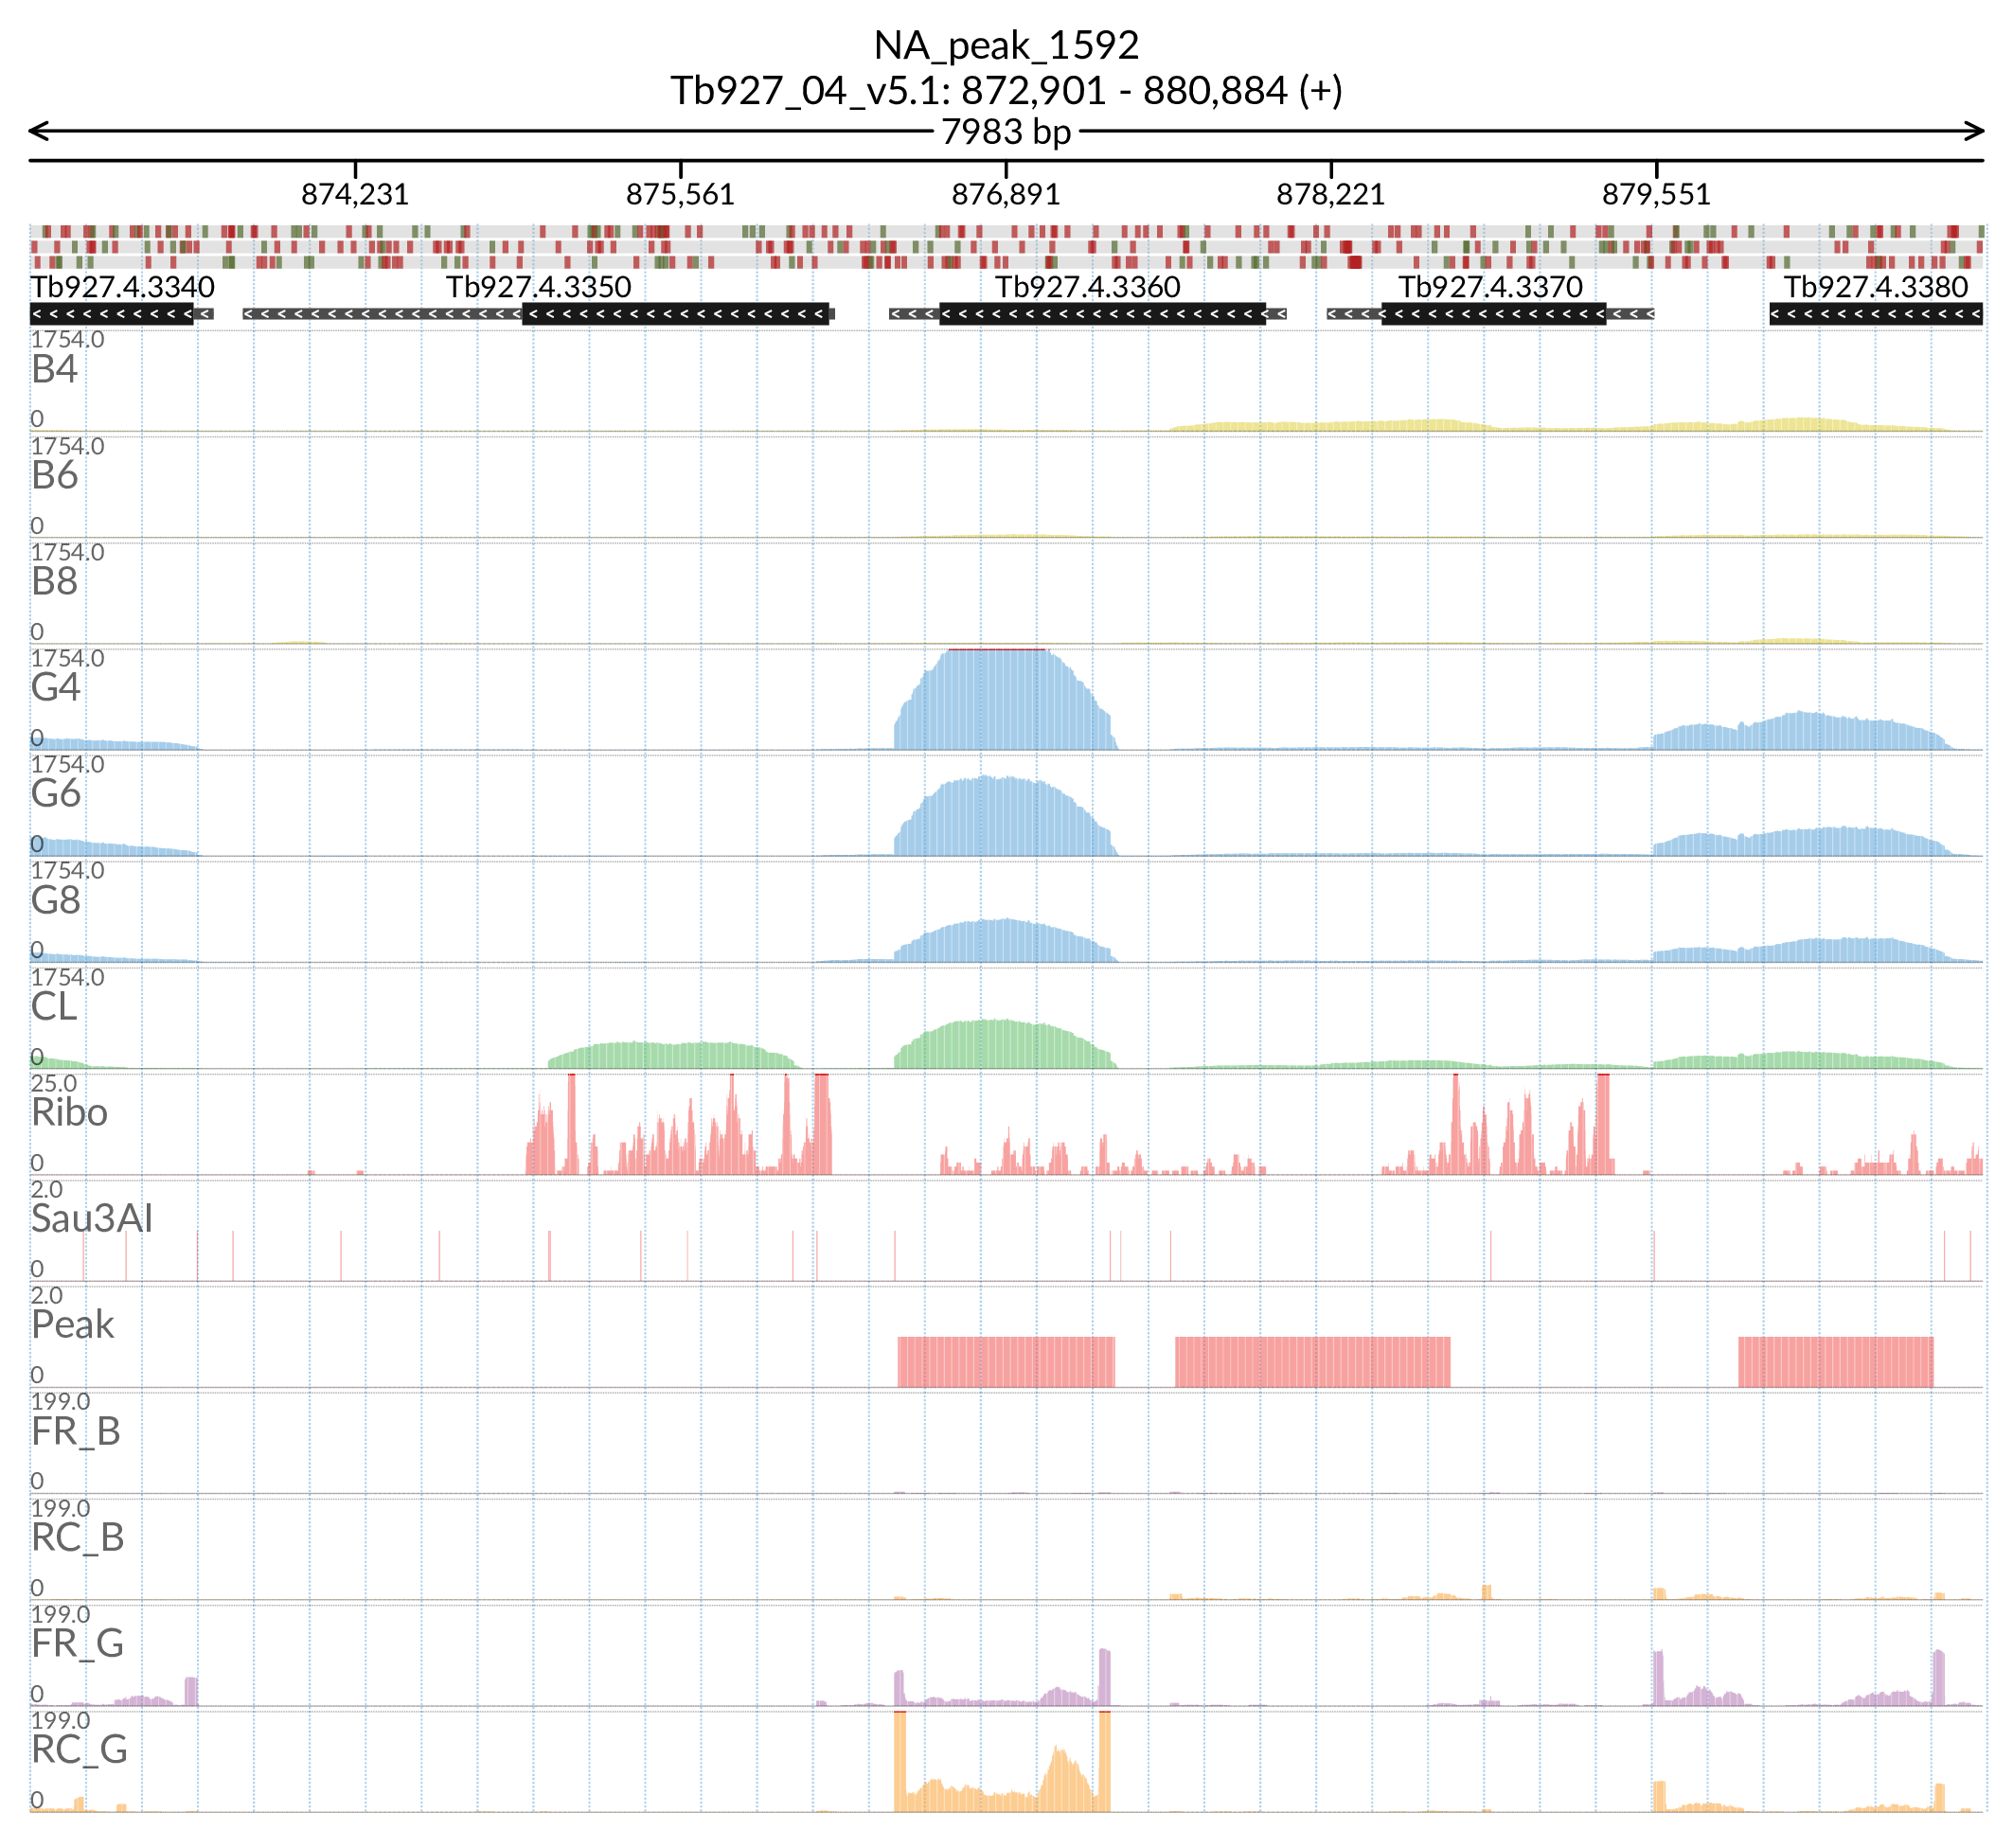 NA_peak_1592
Tb927_04_v5.1: 872,901 - 880,884 (+)
7983 bp
874,231 875,561 876,891 878,221 879,551
Tb927.4.3340 Tb927.4.3350 Tb927.4.3360 Tb927.4.3370 Tb927.4.3380
1754.0
B4
0
1754.0
B6
0
1754.0
B8
0
1754.0
G4
0
1754.0
G6
0
1754.0
G8
0
1754.0
CL
0
25.0
Ribo
0
2.0
Sau3AI
0
2.0
Peak
0
199.0
FR_B
0
199.0
RC_B
0
199.0
FR_G
0
199.0
RC_G
0